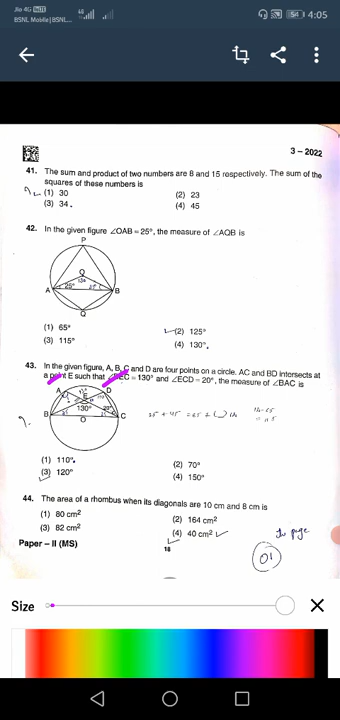 Jio 4G VoLTE
BSNL Mobile | BSNL...
4G
54
4:05
3 – 2022
41. The sum and product of two numbers are 8 and 15 respectively. The sum of the
squares of these numbers is
(1) 30
(2) 23
(3) 34.
(4) 45
42. In the given figure ∠OAB = 25°, the measure of ∠AQB is
P
O
25°
A
B
Q
(1) 65°
(2) 125°
(3) 115°
(4) 130°.
43. In the given figure, A, B, C and D are four points on a circle. AC and BD intersects at
a point E such that ∠BEC = 130° and ∠ECD = 20°, the measure of ∠BAC is
A
D
E
130°
20°
B
C
O
(1) 110°.
(2) 70°
(3) 120°
(4) 150°
44. The area of a rhombus when its diagonals are 10 cm and 8 cm is
(1) 80 cm²
(2) 164 cm²
(3) 82 cm²
(4) 40 cm²
Paper – II (MS)
16
01
Size